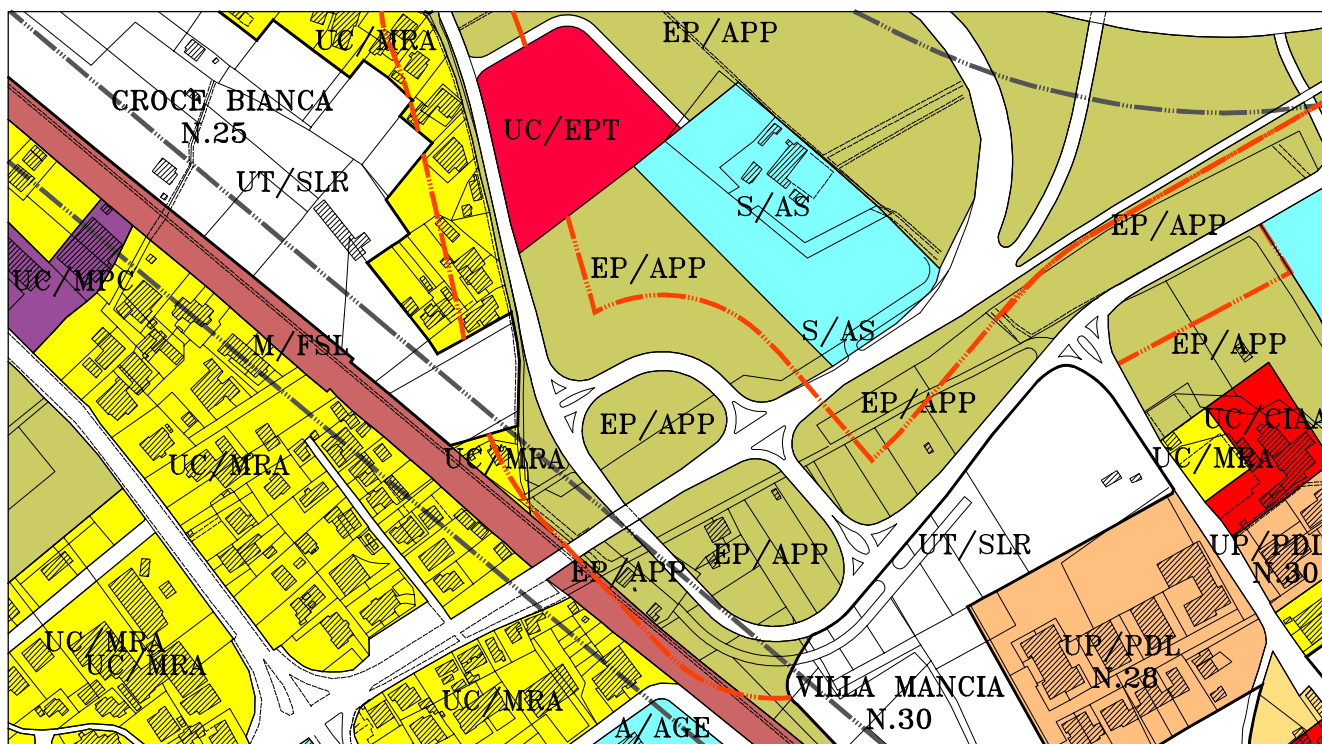 EP/APP
UC/MRA
CROCE BIANCA
N.25
UC/EPT
UT/SLR
S/AS
EP/APP
EP/APP
UC/MPC
M/FSL
S/AS
EP/APP
EP/APP
EP/APP
UC/CIAA
UC/MRA
UC/MRA
UC/MRA
UT/SLR
UP/PDL
N.30
EP/APP
EP/APP
UC/MRA
UC/MRA
UP/PDL
N.28
VILLA MANCIA
N.30
UC/MRA
A/AGE